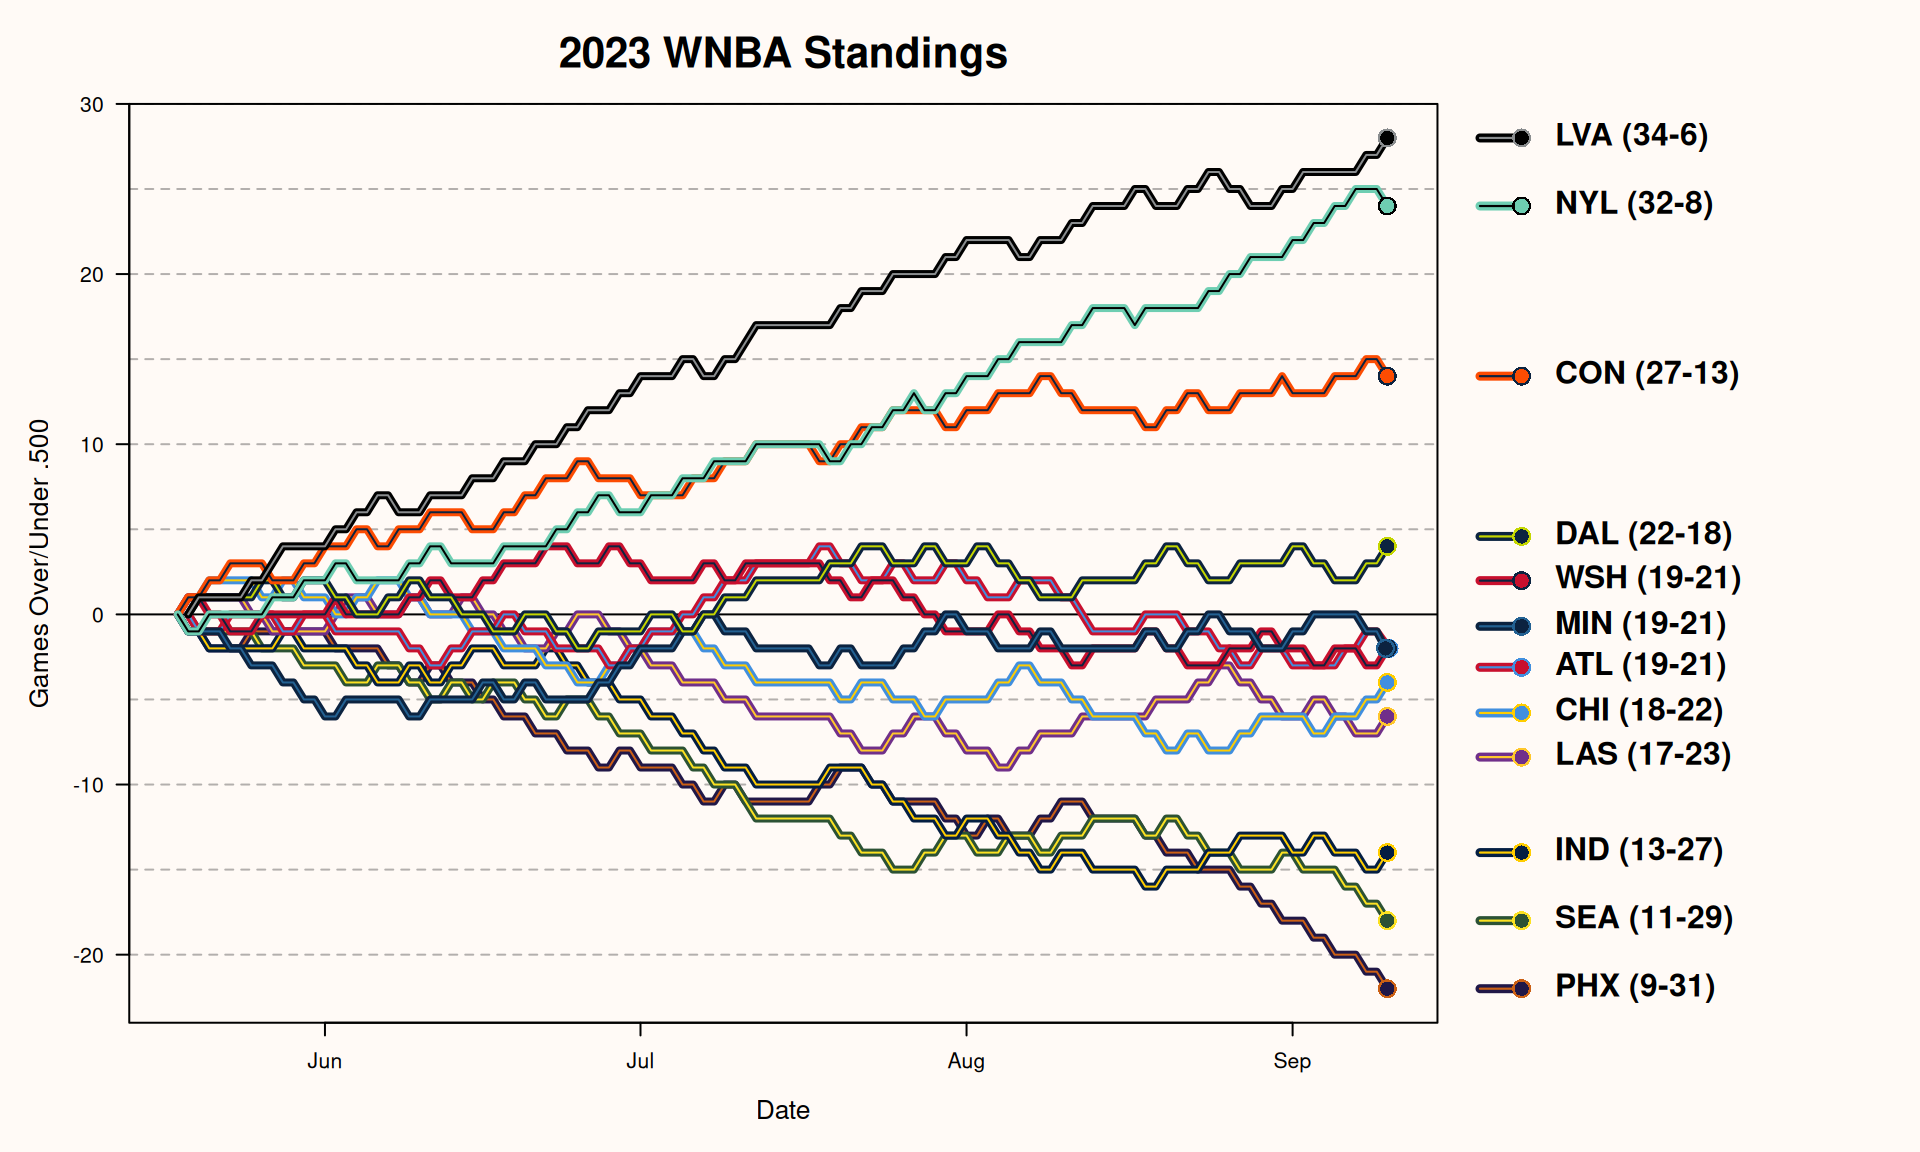 2023 WNBA Standings
30
20
10
0
-10
-20
Games Over/Under .500
Jun
Jul
Aug
Sep
Date
LVA (34-6)
NYL (32-8)
CON (27-13)
DAL (22-18)
WSH (19-21)
MIN (19-21)
ATL (19-21)
CHI (18-22)
LAS (17-23)
IND (13-27)
SEA (11-29)
PHX (9-31)